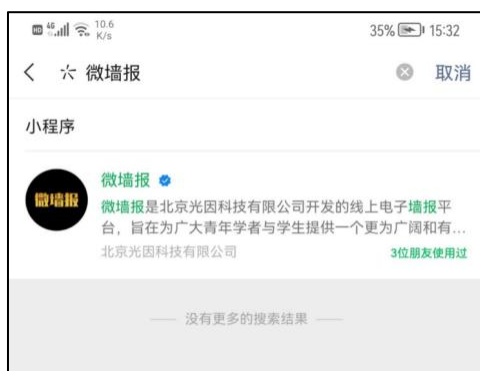 HD 4G 10.6 K/s 35% 15:32
微墙报 取消
小程序
微墙报
微墙报
微墙报是北京光因科技有限公司开发的线上电子墙报平
台，旨在为广大青年学者与学生提供一个更为广阔和有...
北京光因科技有限公司 3位朋友使用过
没有更多的搜索结果